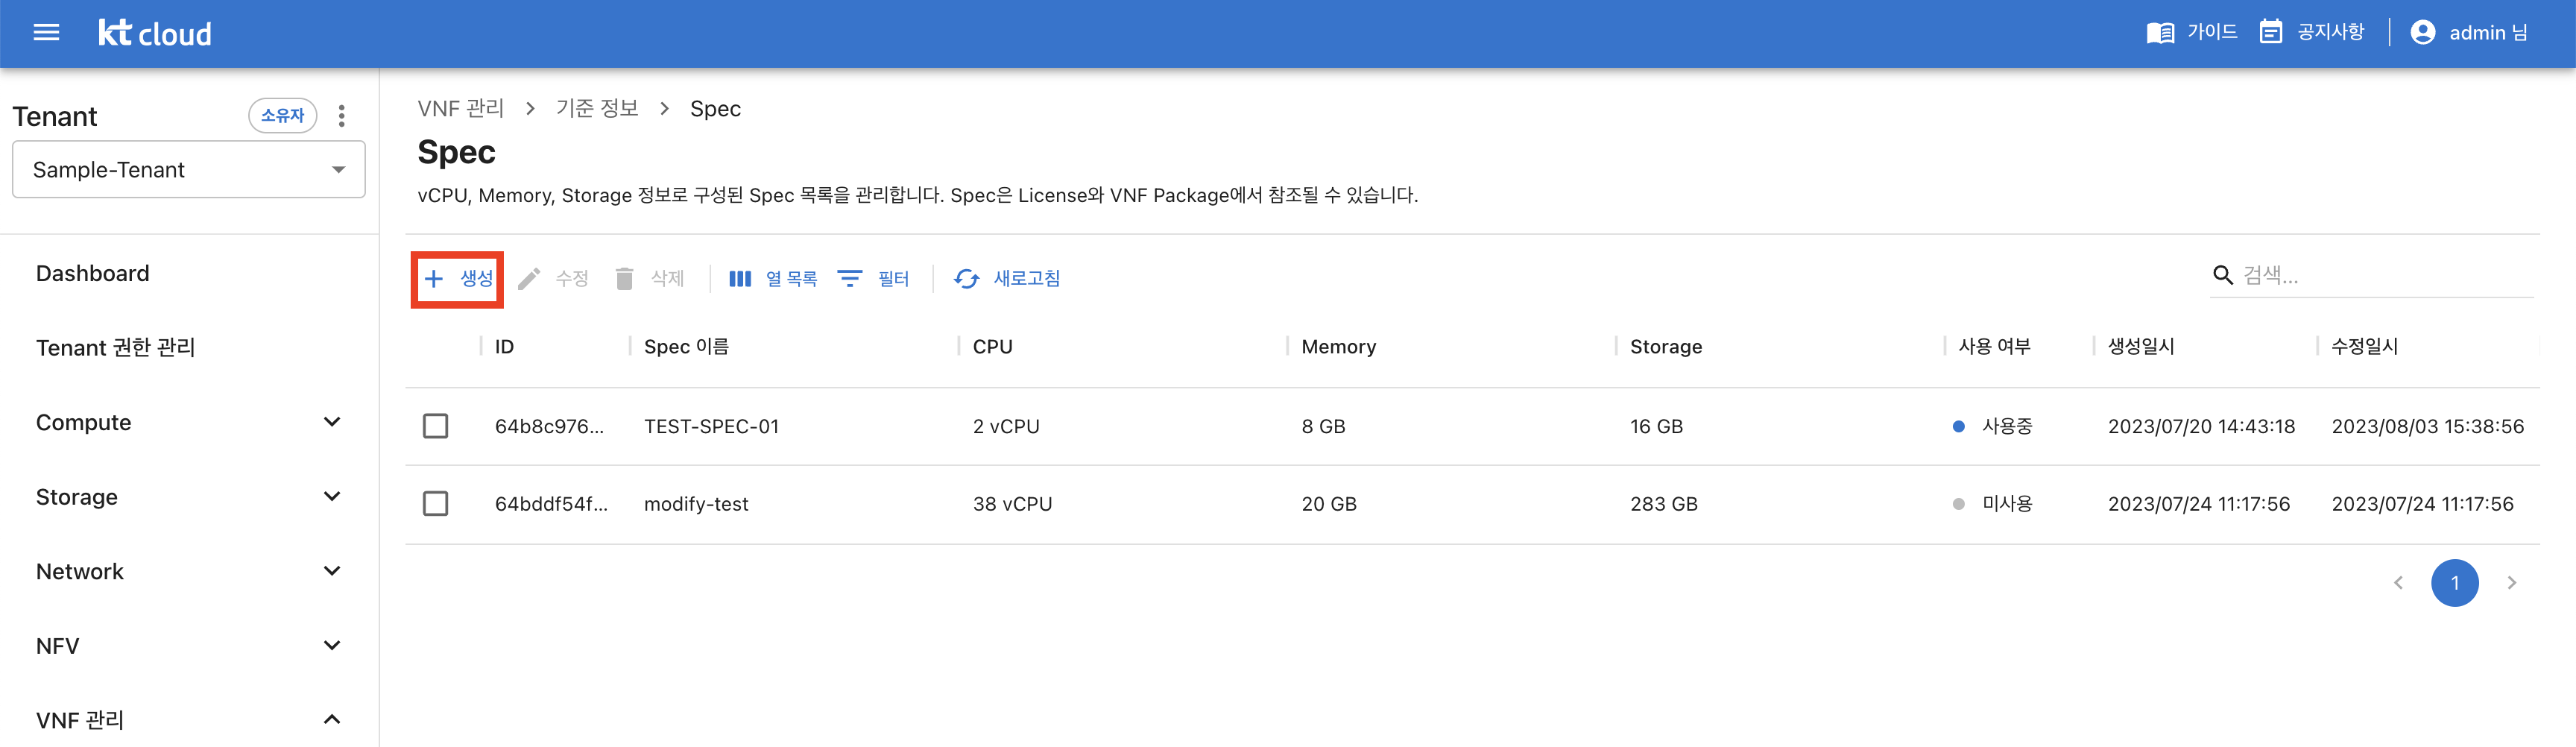 kt cloud
가이드
공지사항
admin 님
Tenant
소유자
Sample-Tenant
Dashboard
Tenant 권한 관리
Compute
Storage
Network
NFV
VNF 관리
VNF 관리 > 기준 정보 > Spec
Spec
vCPU, Memory, Storage 정보로 구성된 Spec 목록을 관리합니다. Spec은 License와 VNF Package에서 참조될 수 있습니다.
+ 생성 수정 삭제 열 목록 필터 새로고침
검색...
ID Spec 이름 CPU Memory Storage 사용 여부 생성일시 수정일시
64b8c976... TEST-SPEC-01 2 vCPU 8 GB 16 GB 사용중 2023/07/20 14:43:18 2023/08/03 15:38:56
64bddf54f... modify-test 38 vCPU 20 GB 283 GB 미사용 2023/07/24 11:17:56 2023/07/24 11:17:56
< 1 >